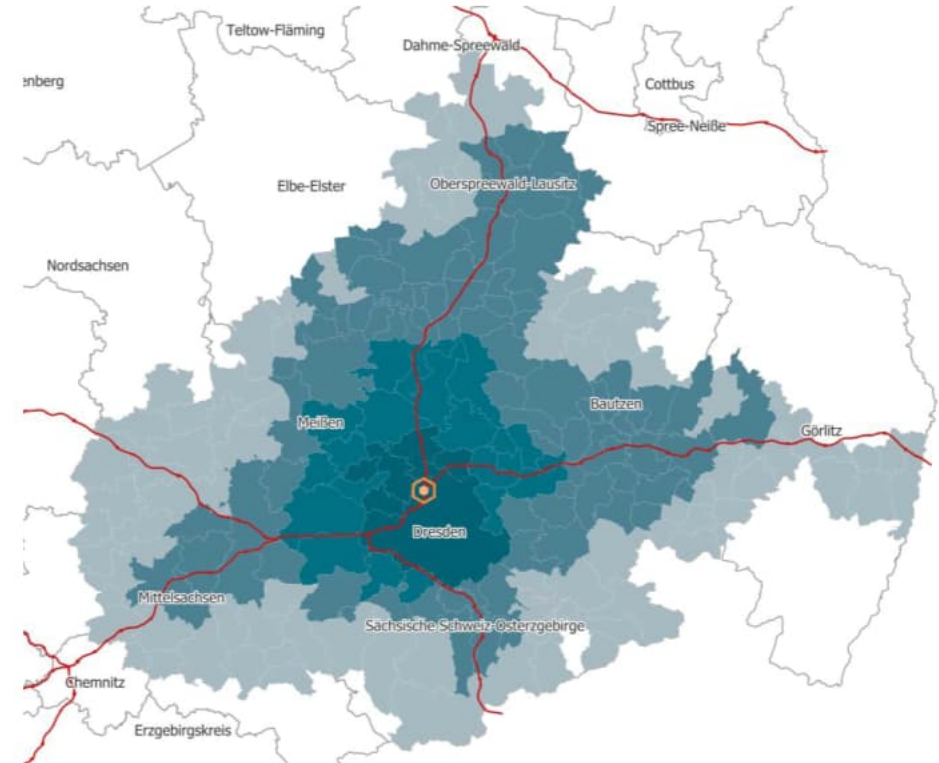 Teltow-Fläming
Dahme-Spreewald
enberg
Cottbus
Spree-Neiße
Elbe-Elster
Oberspreewald-Lausitz
Nordsachsen
Bautzen
Meißen
Görlitz
Dresden
Mittelsachsen
Sächsische Schweiz-Osterzgebirge
Chemnitz
Erzgebirgskreis